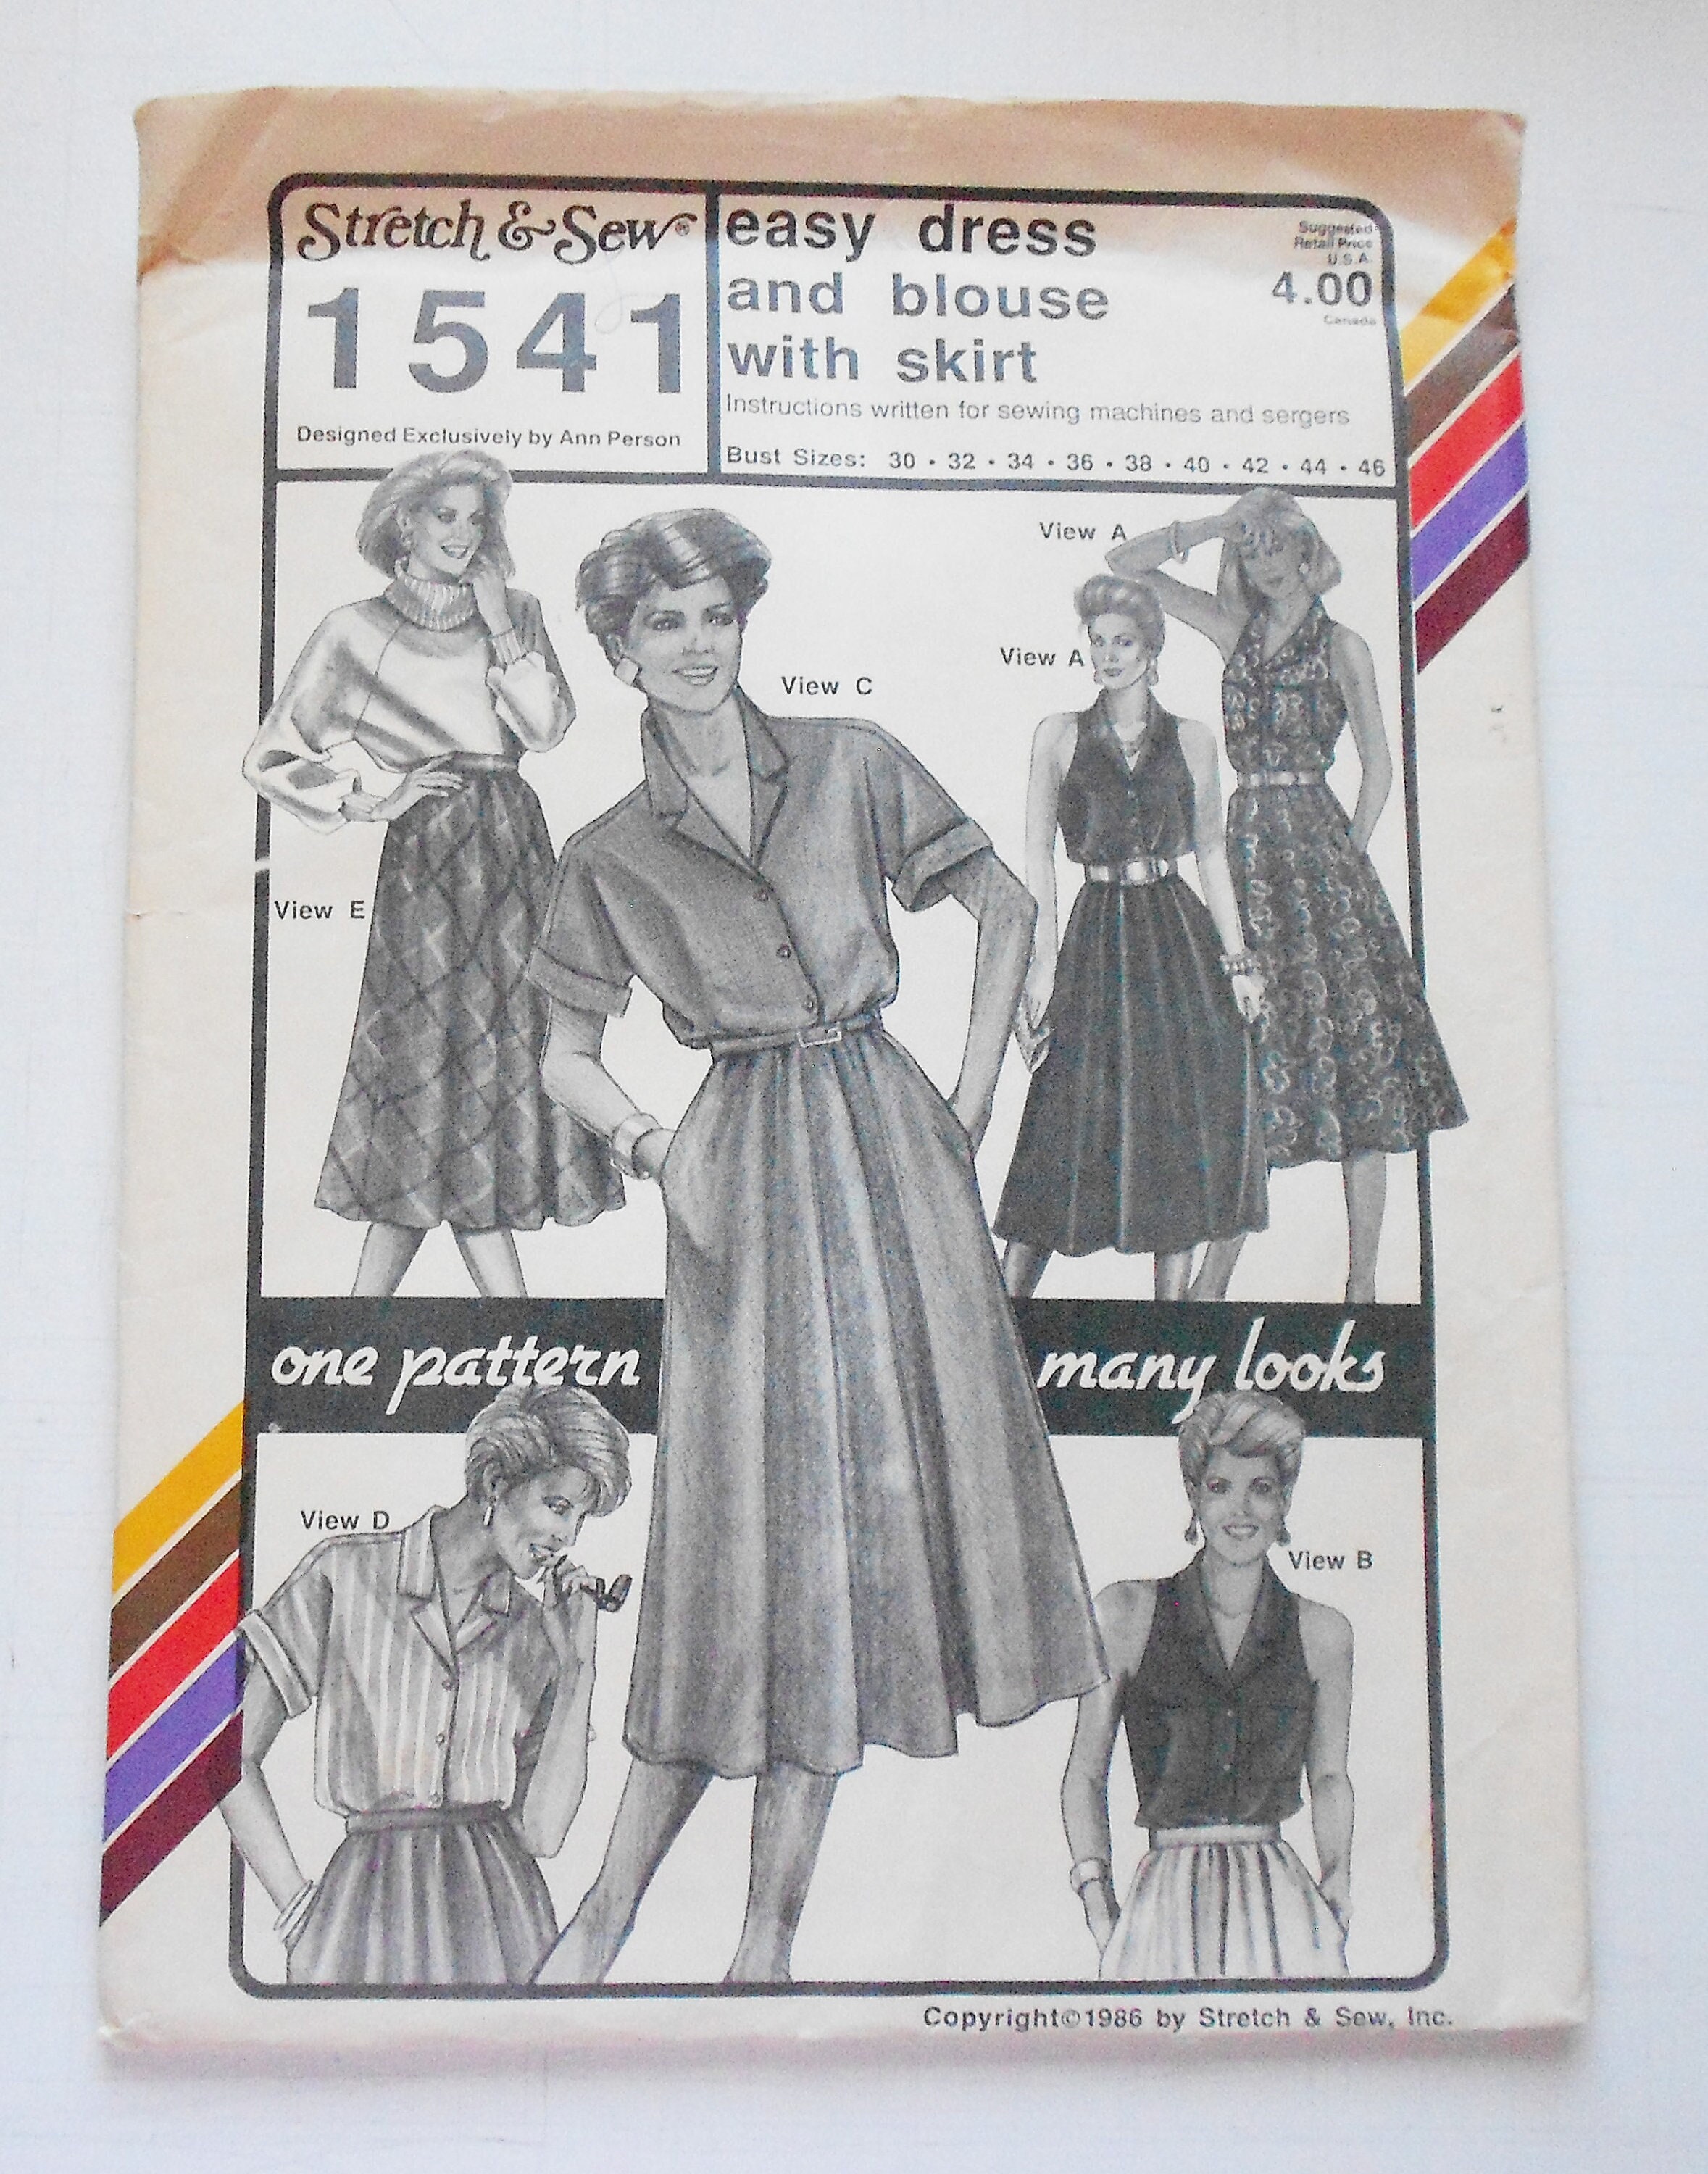 Stretch & Sew®
1541
Designed Exclusively by Ann Person
easy dress
and blouse
with skirt
Suggested
Retail Price
U.S.A.
4.00
Canada
Instructions written for sewing machines and sergers
Bust Sizes: 30 • 32 • 34 • 36 • 38 • 40 • 42 • 44 • 46
View A
View A
View C
View E
one pattern many looks
View D
View B
Copyright©1986 by Stretch & Sew, Inc.